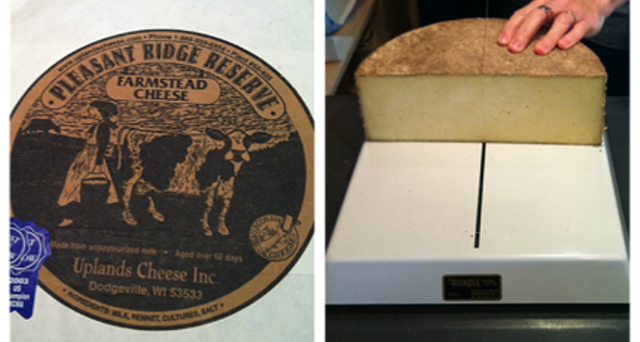 PLEASANT RIDGE RESERVE
FARMSTEAD
CHEESE
Made from unpasteurized milk • Aged over 60 days
Uplands Cheese Inc.
Dodgeville, WI 53533
• INGREDIENTS: MILK, RENNET, CULTURES, SALT •
2003
US